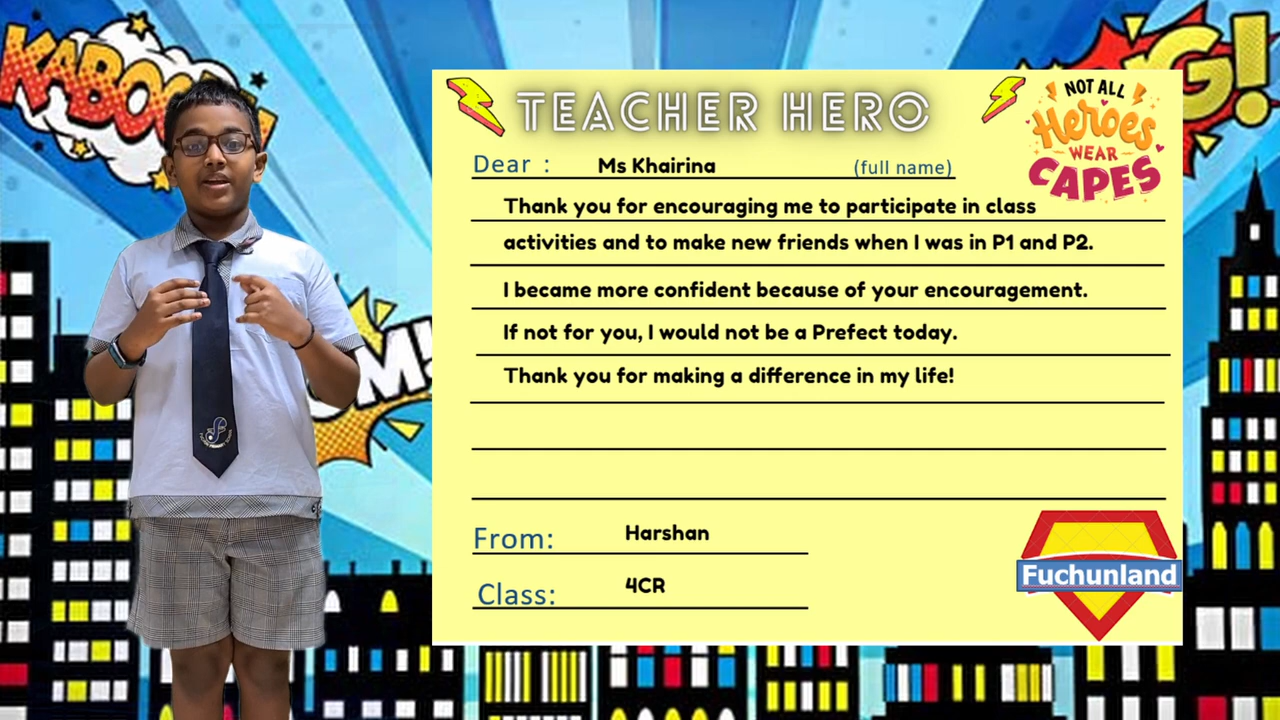 KABOO
TEACHER HERO
NOT ALL
Heroes
WEAR
CAPES
Dear : Ms Khairina (full name)
Thank you for encouraging me to participate in class
activities and to make new friends when I was in P1 and P2.
I became more confident because of your encouragement.
If not for you, I would not be a Prefect today.
Thank you for making a difference in my life!
From: Harshan
Class: 4CR
Fuchunland